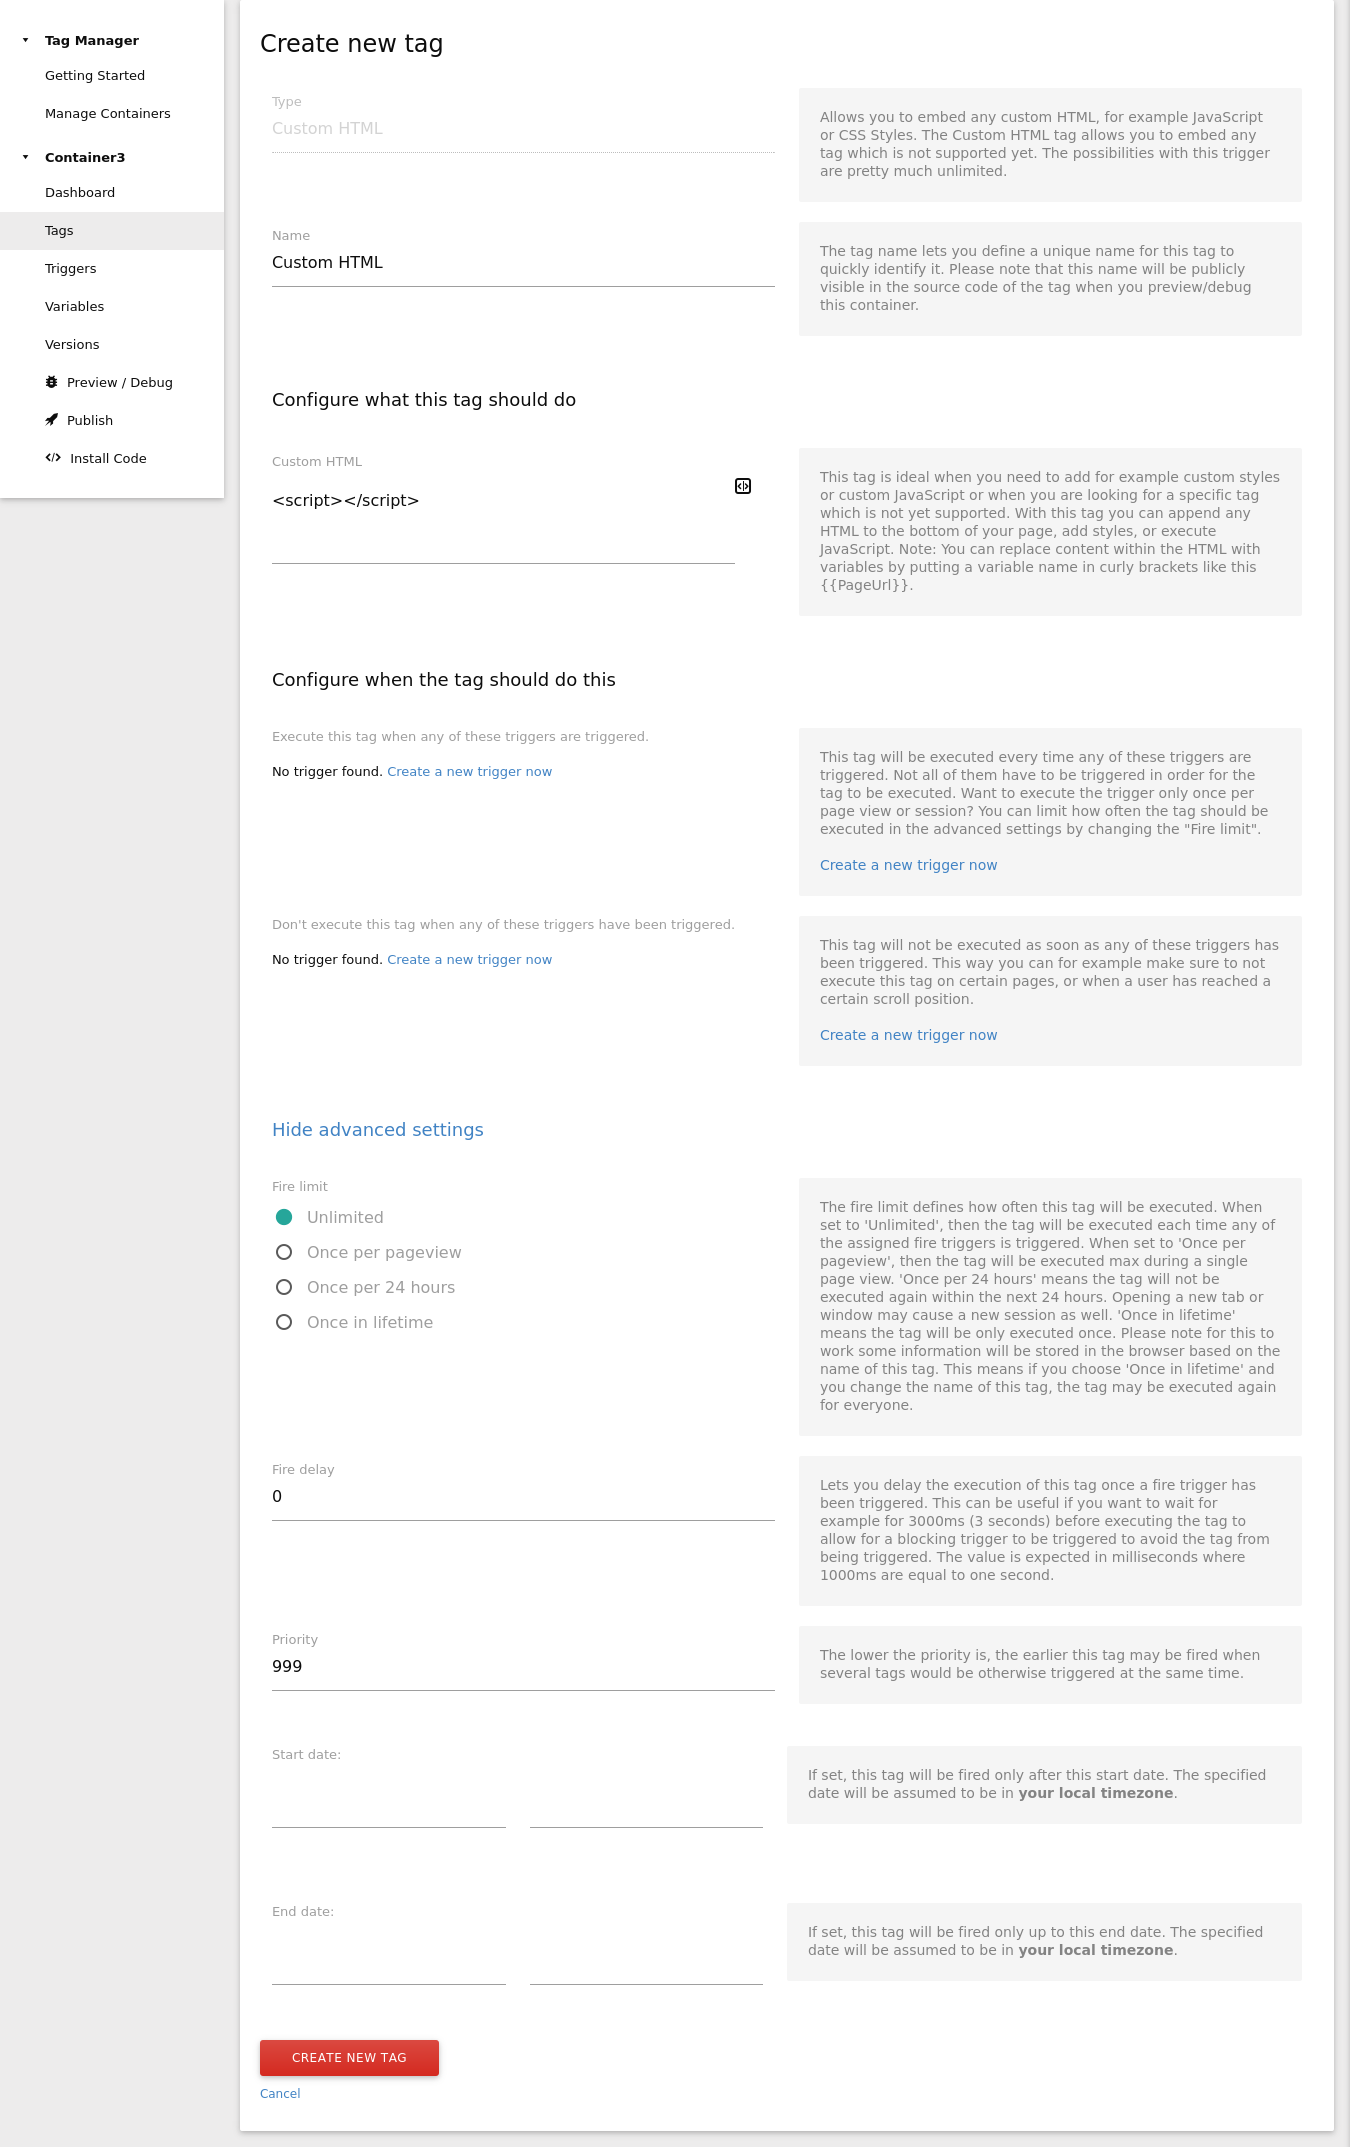 Tag Manager
Getting Started
Manage Containers
Container3
Dashboard
Tags
Triggers
Variables
Versions
Preview / Debug
Publish
Install Code
Create new tag
Type
Custom HTML
Allows you to embed any custom HTML, for example JavaScript
or CSS Styles. The Custom HTML tag allows you to embed any
tag which is not supported yet. The possibilities with this trigger
are pretty much unlimited.
Name
Custom HTML
The tag name lets you define a unique name for this tag to
quickly identify it. Please note that this name will be publicly
visible in the source code of the tag when you preview/debug
this container.
Configure what this tag should do
Custom HTML
<script></script>
This tag is ideal when you need to add for example custom styles
or custom JavaScript or when you are looking for a specific tag
which is not yet supported. With this tag you can append any
HTML to the bottom of your page, add styles, or execute
JavaScript. Note: You can replace content within the HTML with
variables by putting a variable name in curly brackets like this
{{PageUrl}}.
Configure when the tag should do this
Execute this tag when any of these triggers are triggered.
No trigger found. Create a new trigger now
This tag will be executed every time any of these triggers are
triggered. Not all of them have to be triggered in order for the
tag to be executed. Want to execute the trigger only once per
page view or session? You can limit how often the tag should be
executed in the advanced settings by changing the "Fire limit".
Create a new trigger now
Don't execute this tag when any of these triggers have been triggered.
No trigger found. Create a new trigger now
This tag will not be executed as soon as any of these triggers has
been triggered. This way you can for example make sure to not
execute this tag on certain pages, or when a user has reached a
certain scroll position.
Create a new trigger now
Hide advanced settings
Fire limit
Unlimited
Once per pageview
Once per 24 hours
Once in lifetime
The fire limit defines how often this tag will be executed. When
set to 'Unlimited', then the tag will be executed each time any of
the assigned fire triggers is triggered. When set to 'Once per
pageview', then the tag will be executed max during a single
page view. 'Once per 24 hours' means the tag will not be
executed again within the next 24 hours. Opening a new tab or
window may cause a new session as well. 'Once in lifetime'
means the tag will be only executed once. Please note for this to
work some information will be stored in the browser based on the
name of this tag. This means if you choose 'Once in lifetime' and
you change the name of this tag, the tag may be executed again
for everyone.
Fire delay
0
Lets you delay the execution of this tag once a fire trigger has
been triggered. This can be useful if you want to wait for
example for 3000ms (3 seconds) before executing the tag to
allow for a blocking trigger to be triggered to avoid the tag from
being triggered. The value is expected in milliseconds where
1000ms are equal to one second.
Priority
999
The lower the priority is, the earlier this tag may be fired when
several tags would be otherwise triggered at the same time.
Start date:
If set, this tag will be fired only after this start date. The specified
date will be assumed to be in your local timezone.
End date:
If set, this tag will be fired only up to this end date. The specified
date will be assumed to be in your local timezone.
CREATE NEW TAG
Cancel